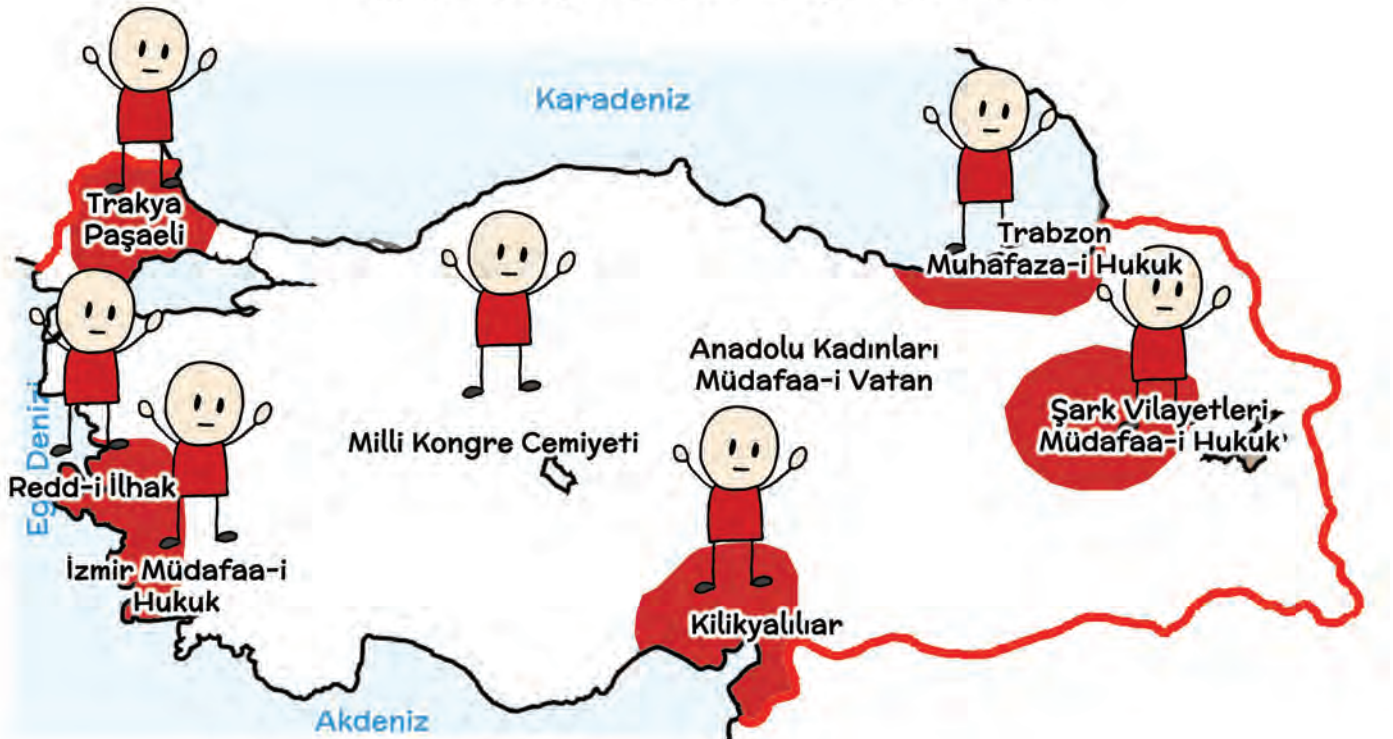 Karadeniz
Trakya
Paşaeli
Trabzon
Muhafaza-i Hukuk
Anadolu Kadınları
Müdafaa-i Vatan
Şark Vilayetleri
Müdafaa-i Hukuk
Milli Kongre Cemiyeti
Ege Denizi
Redd-i İlhak
İzmir Müdafaa-i
Hukuk
Kilikyalılıar
Akdeniz